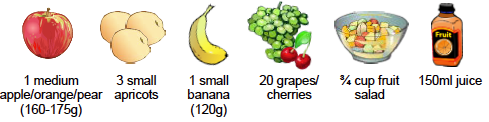 Fruit
1 medium
apple/orange/pear
(160-175g)
3 small
apricots
1 small
banana
(120g)
20 grapes/
cherries
¾ cup fruit
salad
150ml juice